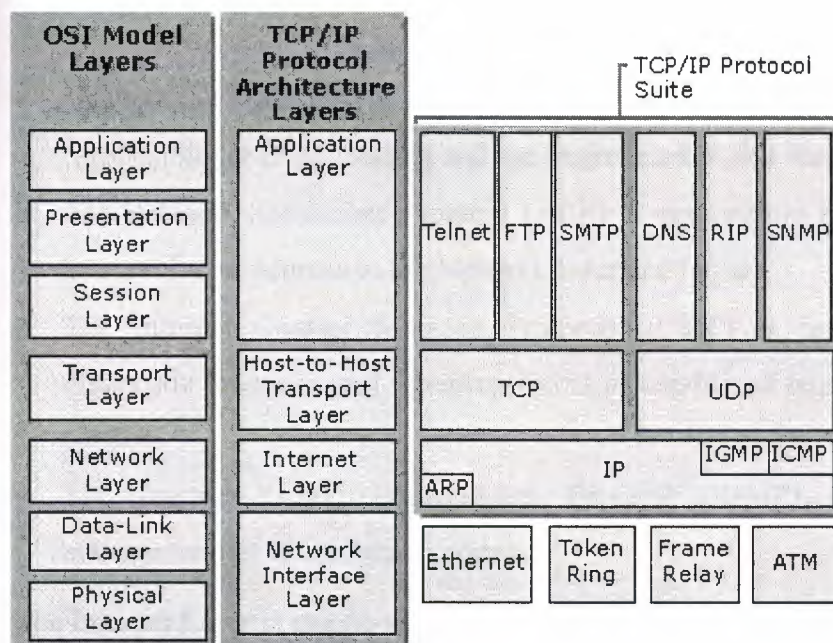 OSI Model
Layers
Application
Layer
Presentation
Layer
Session
Layer
Transport
Layer
Network
Layer
Data-Link
Layer
Physical
Layer
TCP/IP
Protocol
Architecture
Layers
Application
Layer
Host-to-Host
Transport
Layer
Internet
Layer
Network
Interface
Layer
TCP/IP Protocol
Suite
Telnet
FTP
SMTP
DNS
RIP
SNMP
TCP
UDP
IP
IGMP
ICMP
ARP
Ethernet
Token
Ring
Frame
Relay
ATM